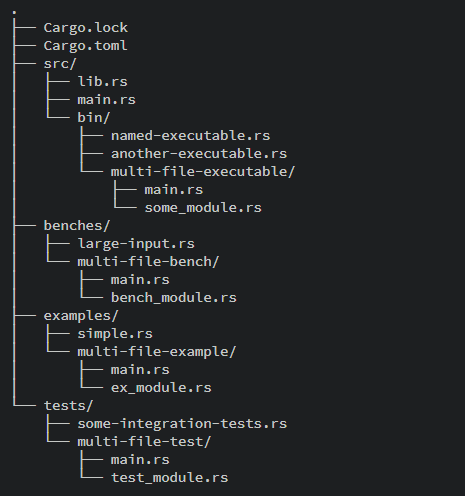 .
├── Cargo.lock
├── Cargo.toml
├── src/
│   ├── lib.rs
│   ├── main.rs
│   └── bin/
│       ├── named-executable.rs
│       ├── another-executable.rs
│       └── multi-file-executable/
│           ├── main.rs
│           └── some_module.rs
├── benches/
│   ├── large-input.rs
│   └── multi-file-bench/
│       ├── main.rs
│       └── bench_module.rs
├── examples/
│   ├── simple.rs
│   └── multi-file-example/
│       ├── main.rs
│       └── ex_module.rs
└── tests/
    ├── some-integration-tests.rs
    └── multi-file-test/
        ├── main.rs
        └── test_module.rs